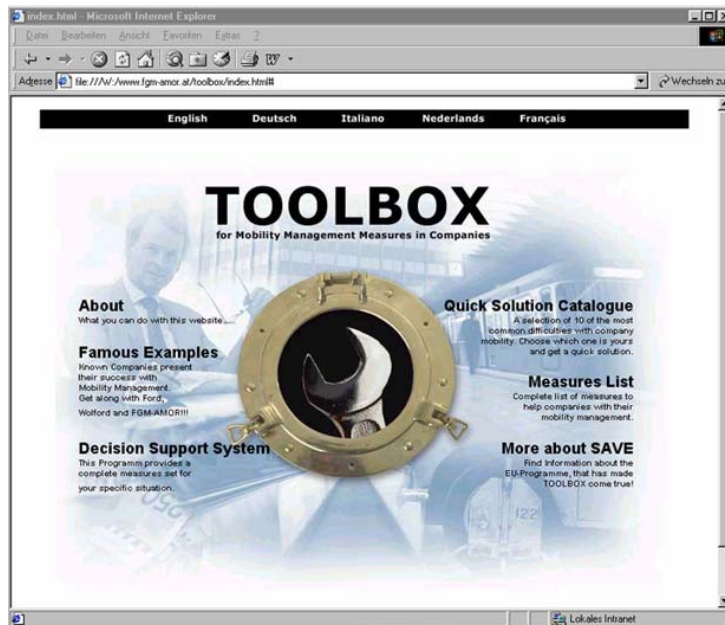 index.html - Microsoft Internet Explorer
Datei Bearbeiten Ansicht Favoriten Extras ?
Adresse file:///W:/www.fgm-amor.at/toolbox/index.html# Wechseln zu
English Deutsch Italiano Nederlands Français
TOOLBOX
for Mobility Management Measures in Companies
About
What you can do with this website.....
Famous Examples
Known Companies present
their success with
Mobility Management.
Get along with Ford,
Wolford and FGM-AMOR!!!
Decision Support System
This Programm provides a
complete measures set for
your specific situation.
Quick Solution Catalogue
A selection of 10 of the most
common difficulties with company
mobility. Choose which one is yours
and get a quick solution.
Measures List
Complete list of measures to
help companies with their
mobility management.
More about SAVE
Find Information about the
EU-Programme, that has made
TOOLBOX come true!
122
Lokales Intranet